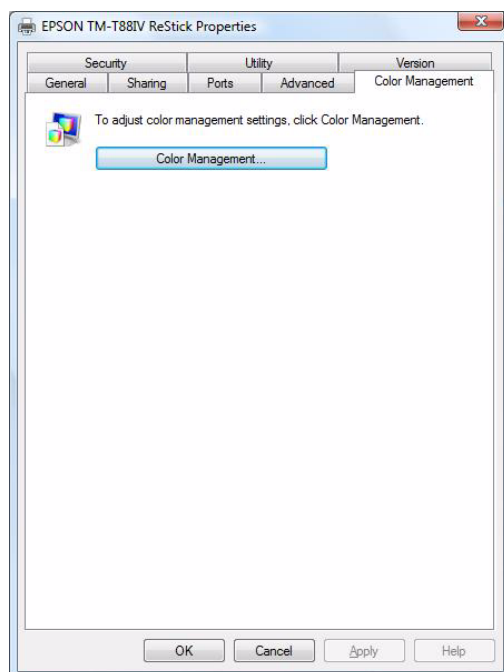 EPSON TM-T88IV ReStick Properties
Security Utility Version
General Sharing Ports Advanced Color Management
To adjust color management settings, click Color Management.
Color Management...
OK Cancel Apply Help